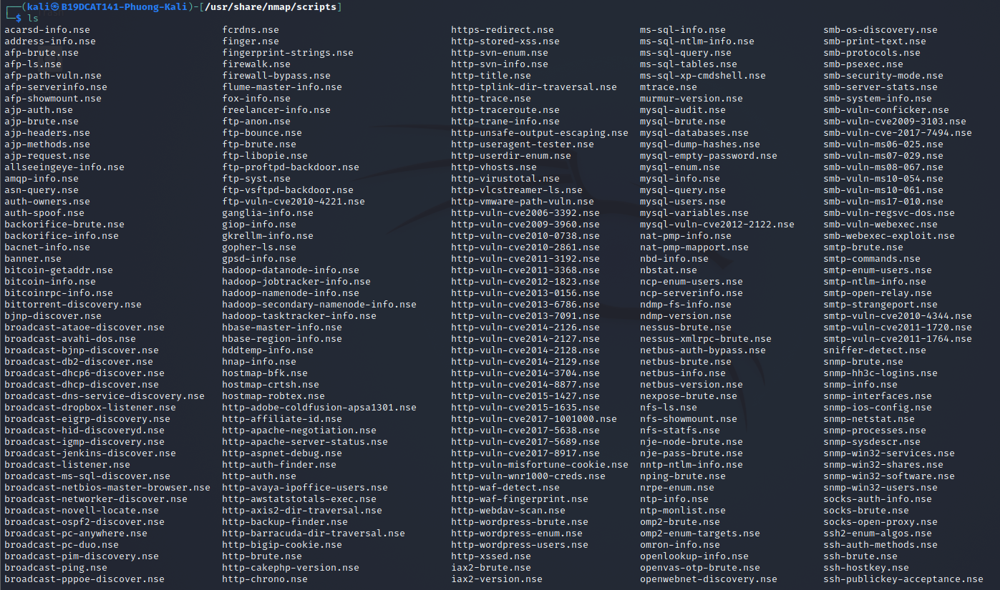 ┌──(kali㉿B19DCAT141-Phuong-Kali)-[/usr/share/nmap/scripts]
└─$ ls
acarsd-info.nse fcrdns.nse https-redirect.nse ms-sql-info.nse smb-os-discovery.nse
address-info.nse finger.nse http-stored-xss.nse ms-sql-ntlm-info.nse smb-print-text.nse
afp-brute.nse fingerprint-strings.nse http-svn-enum.nse ms-sql-query.nse smb-protocols.nse
afp-ls.nse firewalk.nse http-svn-info.nse ms-sql-tables.nse smb-psexec.nse
afp-path-vuln.nse firewall-bypass.nse http-title.nse ms-sql-xp-cmdshell.nse smb-security-mode.nse
afp-serverinfo.nse flume-master-info.nse http-tplink-dir-traversal.nse mtrace.nse smb-server-stats.nse
afp-showmount.nse fox-info.nse http-trace.nse murmur-version.nse smb-system-info.nse
ajp-auth.nse freelancer-info.nse http-traceroute.nse mysql-audit.nse smb-vuln-conficker.nse
ajp-brute.nse ftp-anon.nse http-trane-info.nse mysql-brute.nse smb-vuln-cve2009-3103.nse
ajp-headers.nse ftp-bounce.nse http-unsafe-output-escaping.nse mysql-databases.nse smb-vuln-cve-2017-7494.nse
ajp-methods.nse ftp-brute.nse http-useragent-tester.nse mysql-dump-hashes.nse smb-vuln-ms06-025.nse
ajp-request.nse ftp-libopie.nse http-userdir-enum.nse mysql-empty-password.nse smb-vuln-ms07-029.nse
allseeingeye-info.nse ftp-proftpd-backdoor.nse http-vhosts.nse mysql-enum.nse smb-vuln-ms08-067.nse
amqp-info.nse ftp-syst.nse http-virustotal.nse mysql-info.nse smb-vuln-ms10-054.nse
asn-query.nse ftp-vsftpd-backdoor.nse http-vlcstreamer-ls.nse mysql-query.nse smb-vuln-ms10-061.nse
auth-owners.nse ftp-vuln-cve2010-4221.nse http-vmware-path-vuln.nse mysql-users.nse smb-vuln-ms17-010.nse
auth-spoof.nse ganglia-info.nse http-vuln-cve2006-3392.nse mysql-variables.nse smb-vuln-regsvc-dos.nse
backorifice-brute.nse giop-info.nse http-vuln-cve2009-3960.nse mysql-vuln-cve2012-2122.nse smb-vuln-webexec.nse
backorifice-info.nse gkrellm-info.nse http-vuln-cve2010-0738.nse nat-pmp-info.nse smb-webexec-exploit.nse
bacnet-info.nse gopher-ls.nse http-vuln-cve2010-2861.nse nat-pmp-mapport.nse smtp-brute.nse
banner.nse gpsd-info.nse http-vuln-cve2011-3192.nse nbd-info.nse smtp-commands.nse
bitcoin-getaddr.nse hadoop-datanode-info.nse http-vuln-cve2011-3368.nse nbstat.nse smtp-enum-users.nse
bitcoin-info.nse hadoop-jobtracker-info.nse http-vuln-cve2012-1823.nse ncp-enum-users.nse smtp-ntlm-info.nse
bitcoinrpc-info.nse hadoop-namenode-info.nse http-vuln-cve2013-0156.nse ncp-serverinfo.nse smtp-open-relay.nse
bittorrent-discovery.nse hadoop-secondary-namenode-info.nse http-vuln-cve2013-6786.nse ndmp-fs-info.nse smtp-strangeport.nse
bjnp-discover.nse hadoop-tasktracker-info.nse http-vuln-cve2013-7091.nse ndmp-version.nse smtp-vuln-cve2010-4344.nse
broadcast-ataoe-discover.nse hbase-master-info.nse http-vuln-cve2014-2126.nse nessus-brute.nse smtp-vuln-cve2011-1720.nse
broadcast-avahi-dos.nse hbase-region-info.nse http-vuln-cve2014-2127.nse nessus-xmlrpc-brute.nse smtp-vuln-cve2011-1764.nse
broadcast-bjnp-discover.nse hddtemp-info.nse http-vuln-cve2014-2128.nse netbus-auth-bypass.nse sniffer-detect.nse
broadcast-db2-discover.nse hnap-info.nse http-vuln-cve2014-2129.nse netbus-brute.nse snmp-brute.nse
broadcast-dhcp6-discover.nse hostmap-bfk.nse http-vuln-cve2014-3704.nse netbus-info.nse snmp-hh3c-logins.nse
broadcast-dhcp-discover.nse hostmap-crtsh.nse http-vuln-cve2014-8877.nse netbus-version.nse snmp-info.nse
broadcast-dns-service-discovery.nse hostmap-robtex.nse http-vuln-cve2015-1427.nse nexpose-brute.nse snmp-interfaces.nse
broadcast-dropbox-listener.nse http-adobe-coldfusion-apsa1301.nse http-vuln-cve2015-1635.nse nfs-ls.nse snmp-ios-config.nse
broadcast-eigrp-discovery.nse http-affiliate-id.nse http-vuln-cve2017-1001000.nse nfs-showmount.nse snmp-netstat.nse
broadcast-hid-discoveryd.nse http-apache-negotiation.nse http-vuln-cve2017-5638.nse nfs-statfs.nse snmp-processes.nse
broadcast-igmp-discovery.nse http-apache-server-status.nse http-vuln-cve2017-5689.nse nje-node-brute.nse snmp-sysdescr.nse
broadcast-jenkins-discover.nse http-aspnet-debug.nse http-vuln-cve2017-8917.nse nje-pass-brute.nse snmp-win32-services.nse
broadcast-listener.nse http-auth-finder.nse http-vuln-misfortune-cookie.nse nntp-ntlm-info.nse snmp-win32-shares.nse
broadcast-ms-sql-discover.nse http-auth.nse http-vuln-wnr1000-creds.nse nping-brute.nse snmp-win32-software.nse
broadcast-netbios-master-browser.nse http-avaya-ipoffice-users.nse http-waf-detect.nse nrpe-enum.nse snmp-win32-users.nse
broadcast-networker-discover.nse http-awstatstotals-exec.nse http-waf-fingerprint.nse ntp-info.nse socks-auth-info.nse
broadcast-novell-locate.nse http-axis2-dir-traversal.nse http-webdav-scan.nse ntp-monlist.nse socks-brute.nse
broadcast-ospf2-discover.nse http-backup-finder.nse http-wordpress-brute.nse omp2-brute.nse socks-open-proxy.nse
broadcast-pc-anywhere.nse http-barracuda-dir-traversal.nse http-wordpress-enum.nse omp2-enum-targets.nse ssh2-enum-algos.nse
broadcast-pc-duo.nse http-bigip-cookie.nse http-wordpress-users.nse omron-info.nse ssh-auth-methods.nse
broadcast-pim-discovery.nse http-brute.nse http-xssed.nse openlookup-info.nse ssh-brute.nse
broadcast-ping.nse http-cakephp-version.nse iax2-brute.nse openvas-otp-brute.nse ssh-hostkey.nse
broadcast-pppoe-discover.nse http-chrono.nse iax2-version.nse openwebnet-discovery.nse ssh-publickey-acceptance.nse